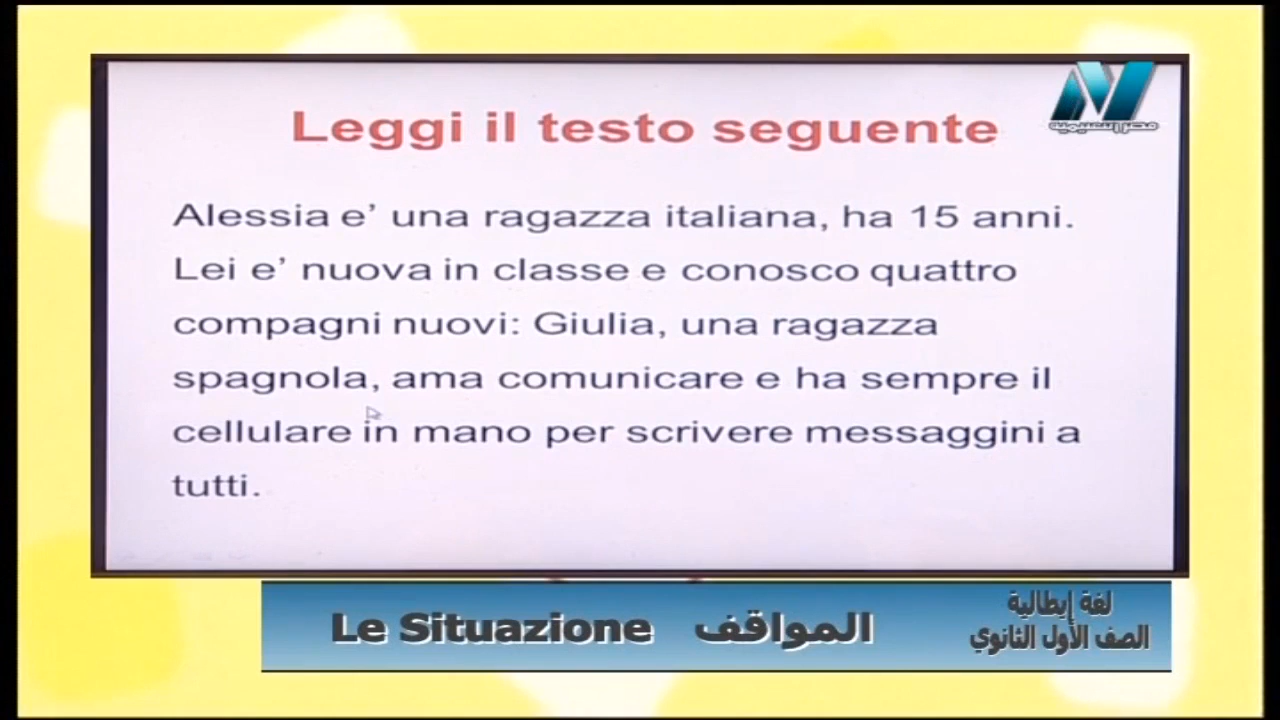 مصر التعليمية
Leggi il testo seguente
Alessia e’ una ragazza italiana, ha 15 anni.
Lei e’ nuova in classe e conosco quattro
compagni nuovi: Giulia, una ragazza
spagnola, ama comunicare e ha sempre il
cellulare in mano per scrivere messaggini a
tutti.
لغة إيطالية
Le Situazione المواقف
الصف الأول الثانوي